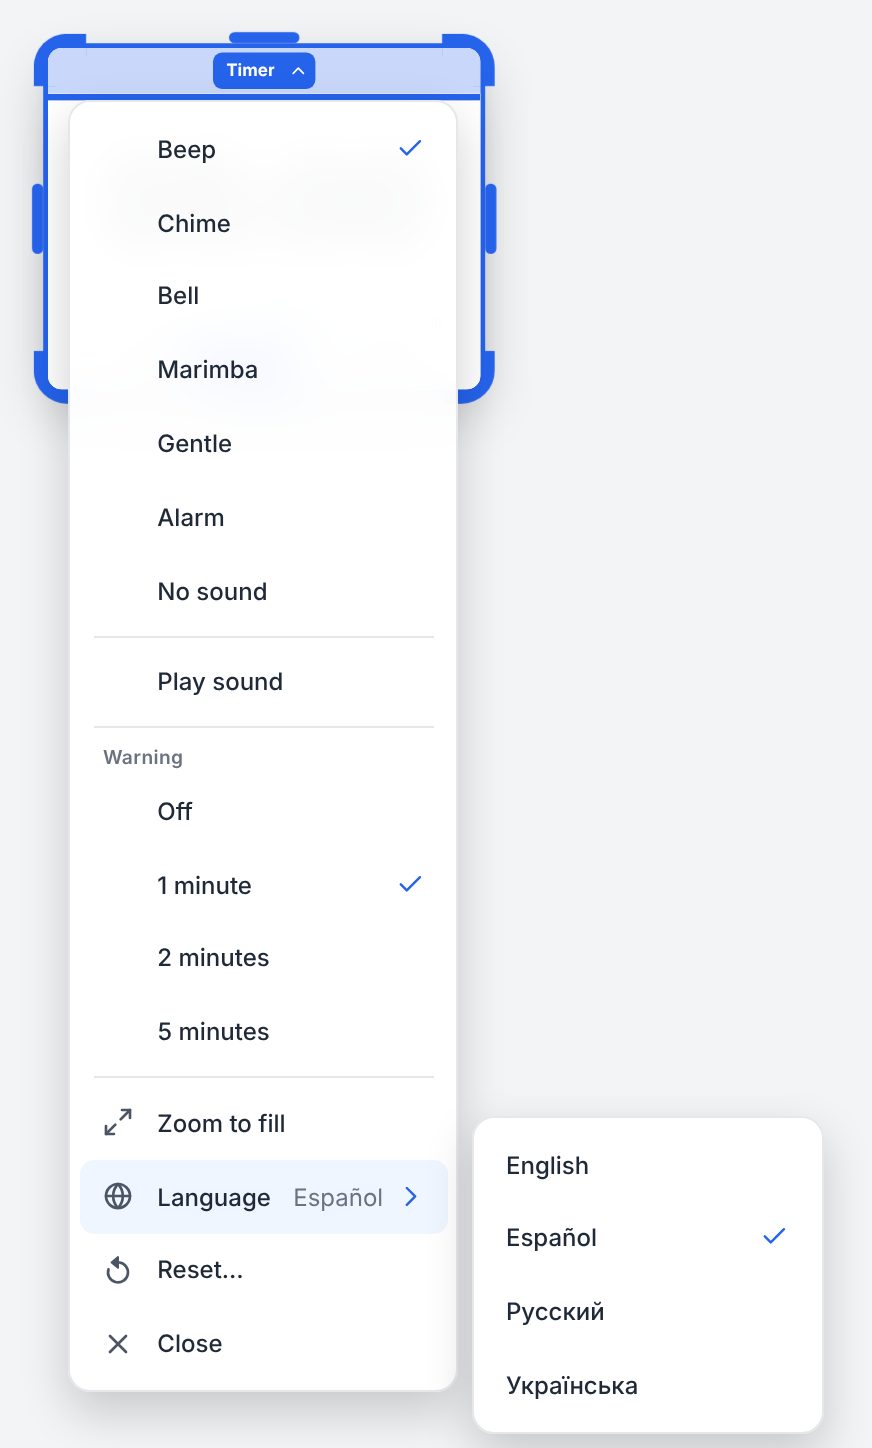 Timer
Beep
Chime
Bell
Marimba
Gentle
Alarm
No sound
Play sound
Warning
Off
1 minute
2 minutes
5 minutes
Zoom to fill
Language Español
Reset...
Close
English
Español
Русский
Українська